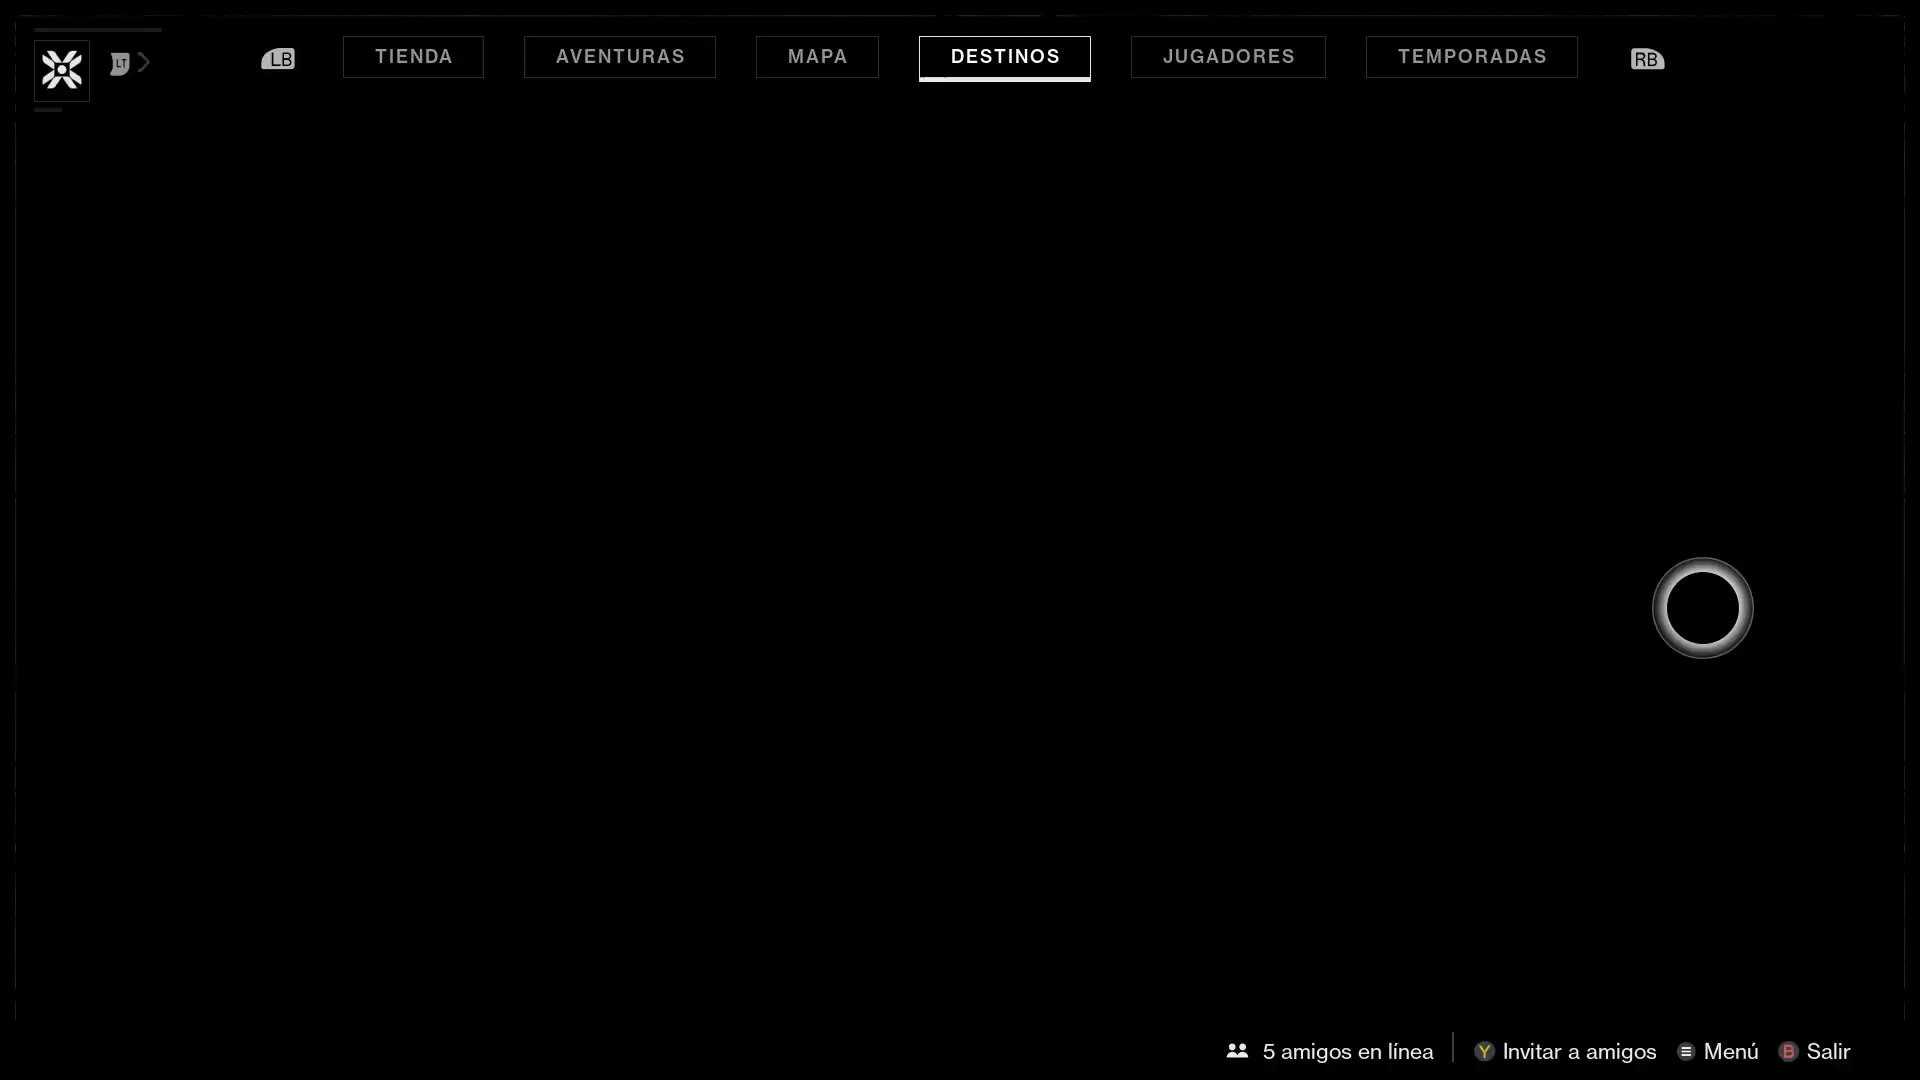 LT
LB
TIENDA
AVENTURAS
MAPA
DESTINOS
JUGADORES
TEMPORADAS
RB
5 amigos en línea
Y Invitar a amigos
Menú
B Salir